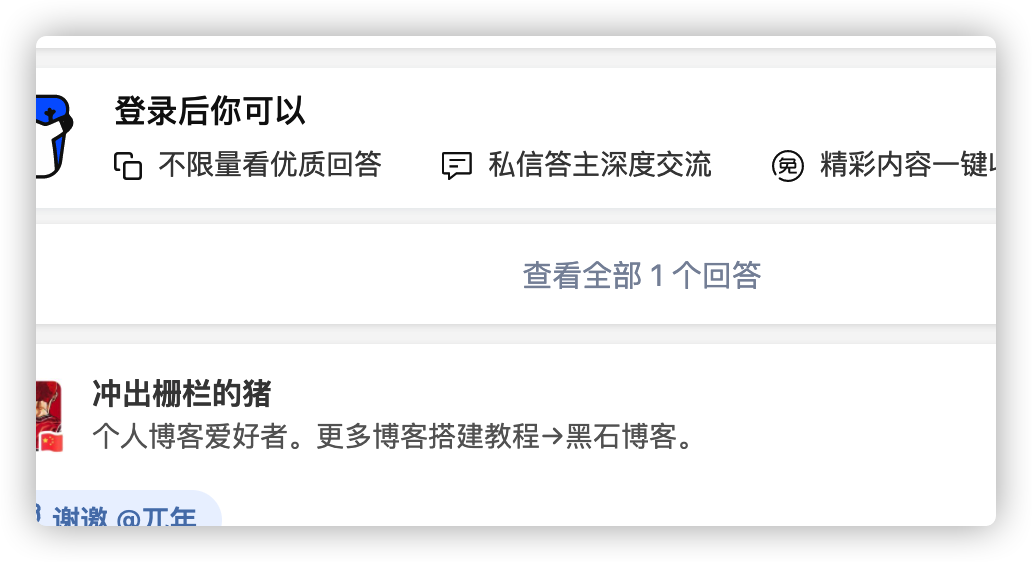 登录后你可以
不限量看优质回答 私信答主深度交流 免 精彩内容一键
查看全部 1 个回答
冲出栅栏的猪
个人博客爱好者。更多博客搭建教程→黑石博客。
谢邀 @兀年